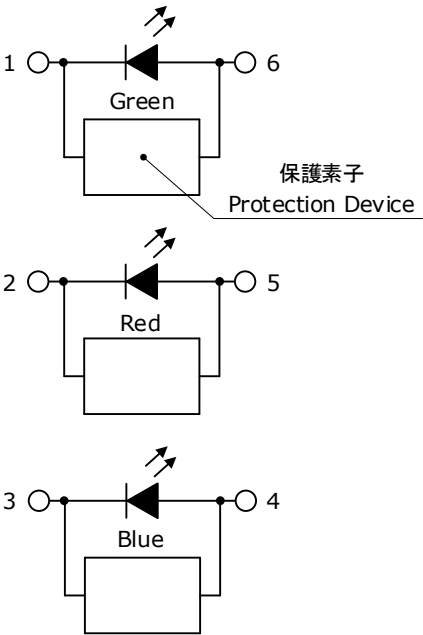 1 6
Green
保護素子
Protection Device
2 5
Red
3 4
Blue